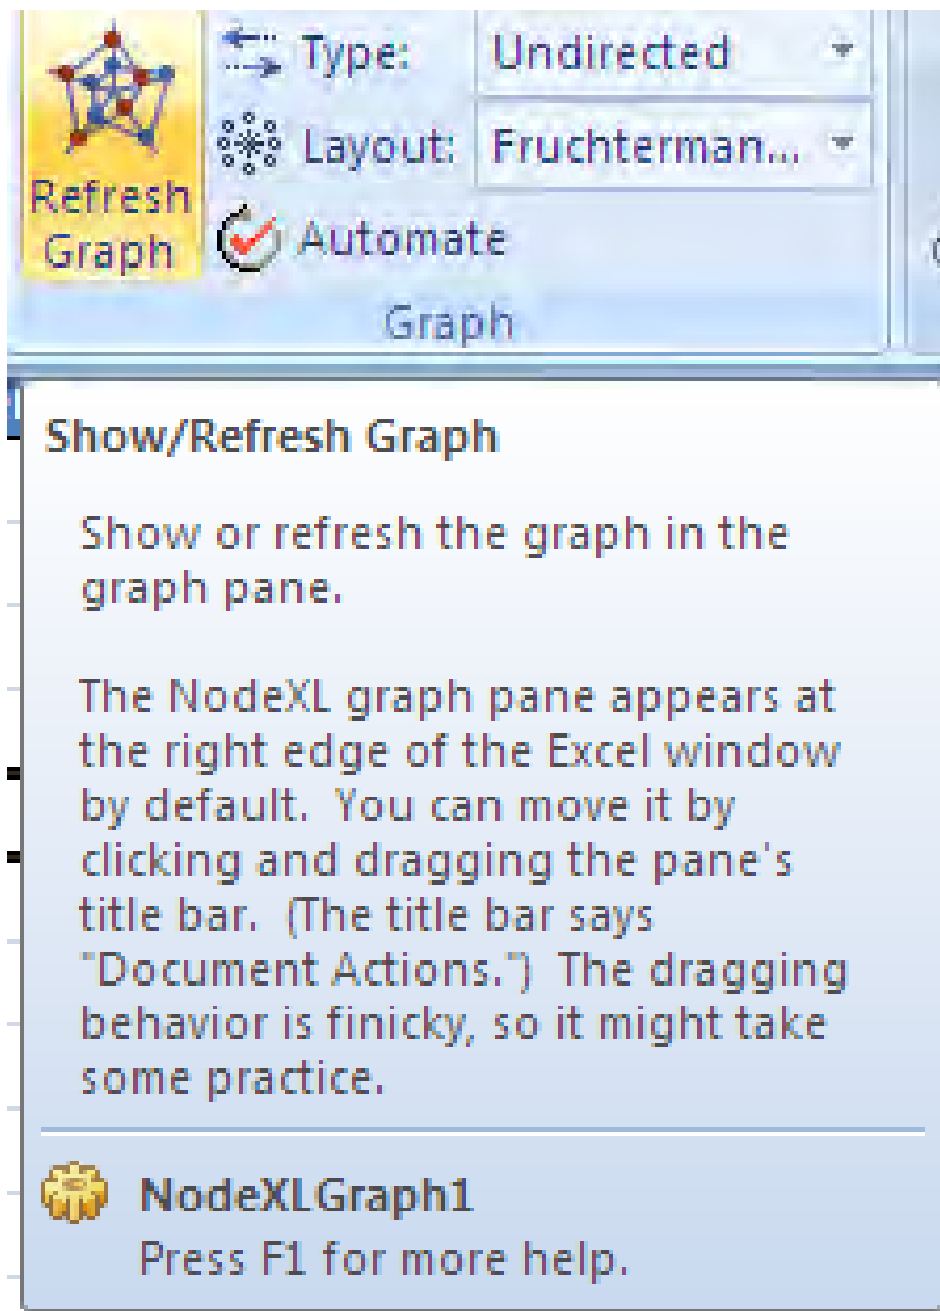 Type: Undirected
Layout: Fruchterman...
Refresh
Graph
Automate
Graph
Show/Refresh Graph
Show or refresh the graph in the
graph pane.
The NodeXL graph pane appears at
the right edge of the Excel window
by default.  You can move it by
clicking and dragging the pane's
title bar.  (The title bar says
"Document Actions.")  The dragging
behavior is finicky, so it might take
some practice.
NodeXLGraph1
Press F1 for more help.